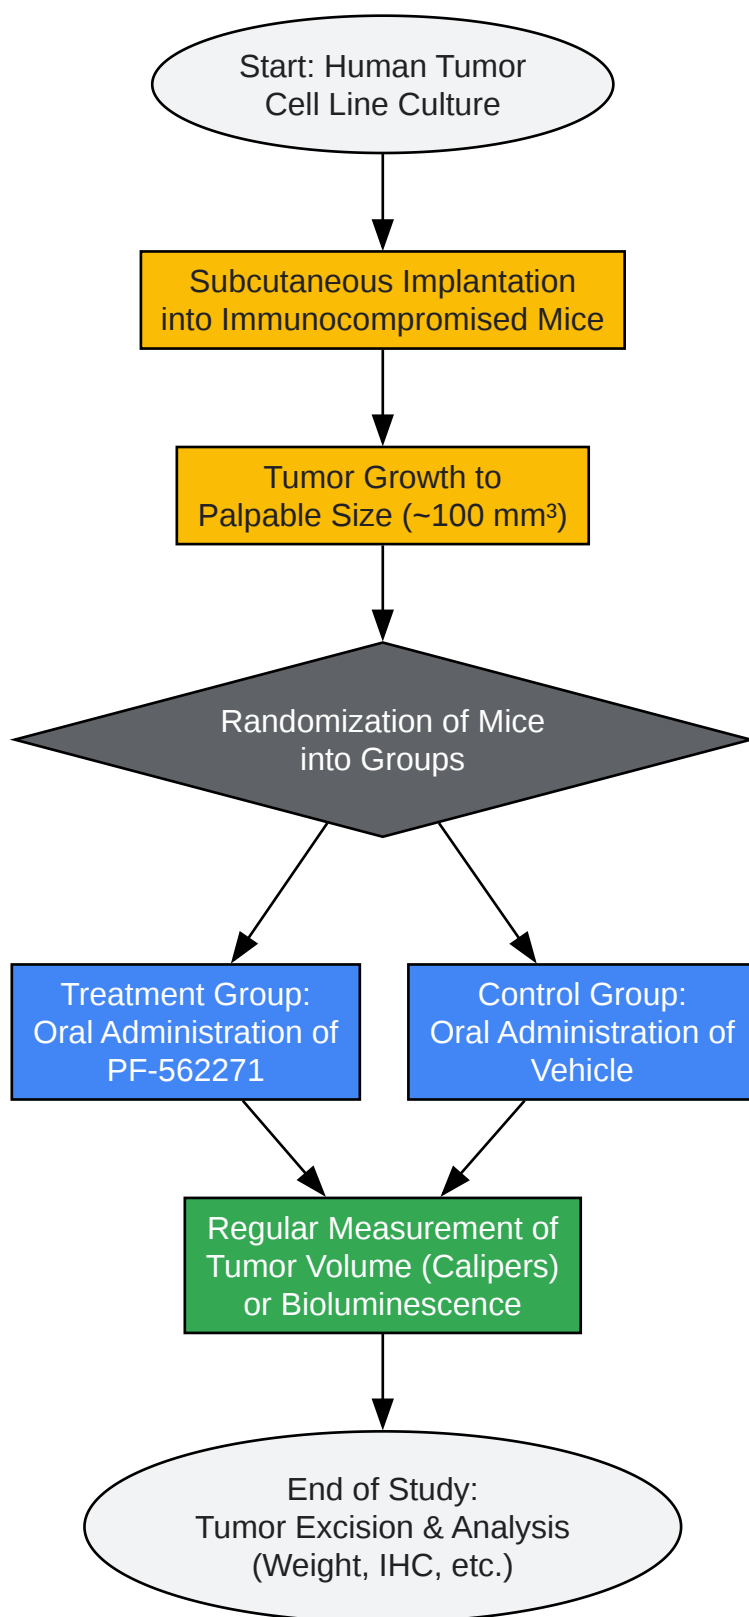 Start: Human Tumor
Cell Line Culture
Subcutaneous Implantation
into Immunocompromised Mice
Tumor Growth to
Palpable Size (~100 mm³)
Randomization of Mice
into Groups
Treatment Group:
Oral Administration of
PF-562271
Control Group:
Oral Administration of
Vehicle
Regular Measurement of
Tumor Volume (Calipers)
or Bioluminescence
End of Study:
Tumor Excision & Analysis
(Weight, IHC, etc.)